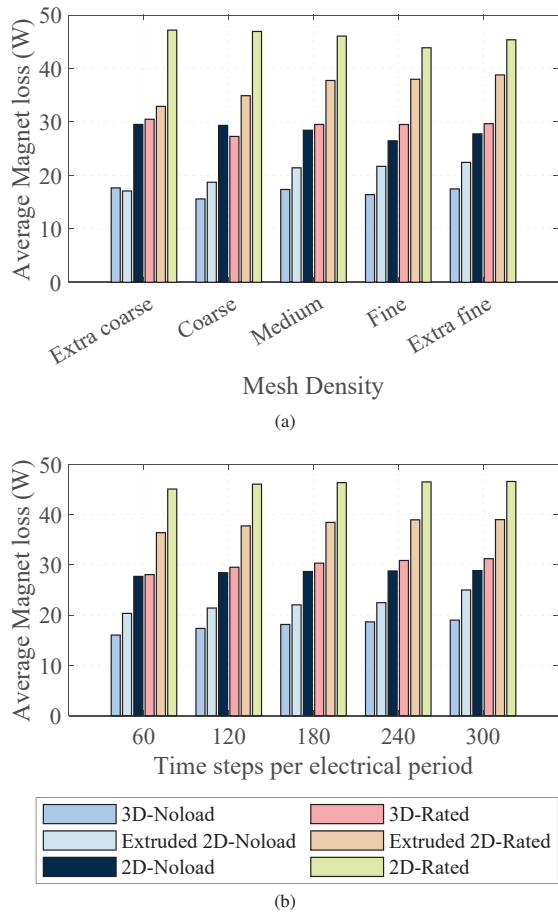 50
40
30
20
10
0
Average Magnet loss (W)
Extra coarse
Coarse
Medium
Fine
Extra fine
Mesh Density
(a)
50
40
30
20
10
0
Average Magnet loss (W)
60
120
180
240
300
Time steps per electrical period
3D-Noload
3D-Rated
Extruded 2D-Noload
Extruded 2D-Rated
2D-Noload
2D-Rated
(b)